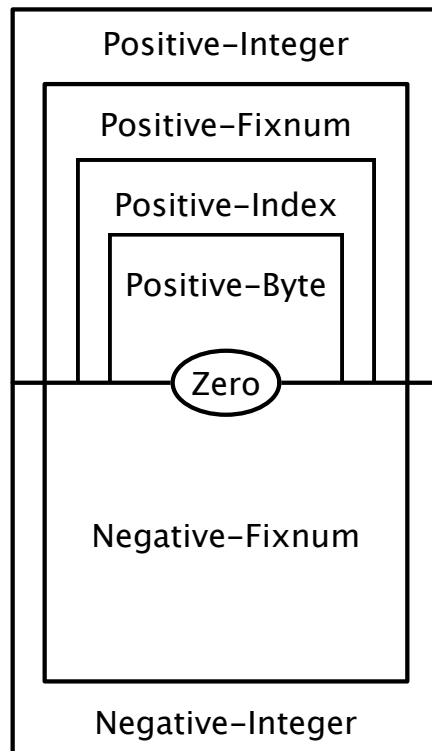 Positive-Integer
Positive-Fixnum
Positive-Index
Positive-Byte
Zero
Negative-Fixnum
Negative-Integer